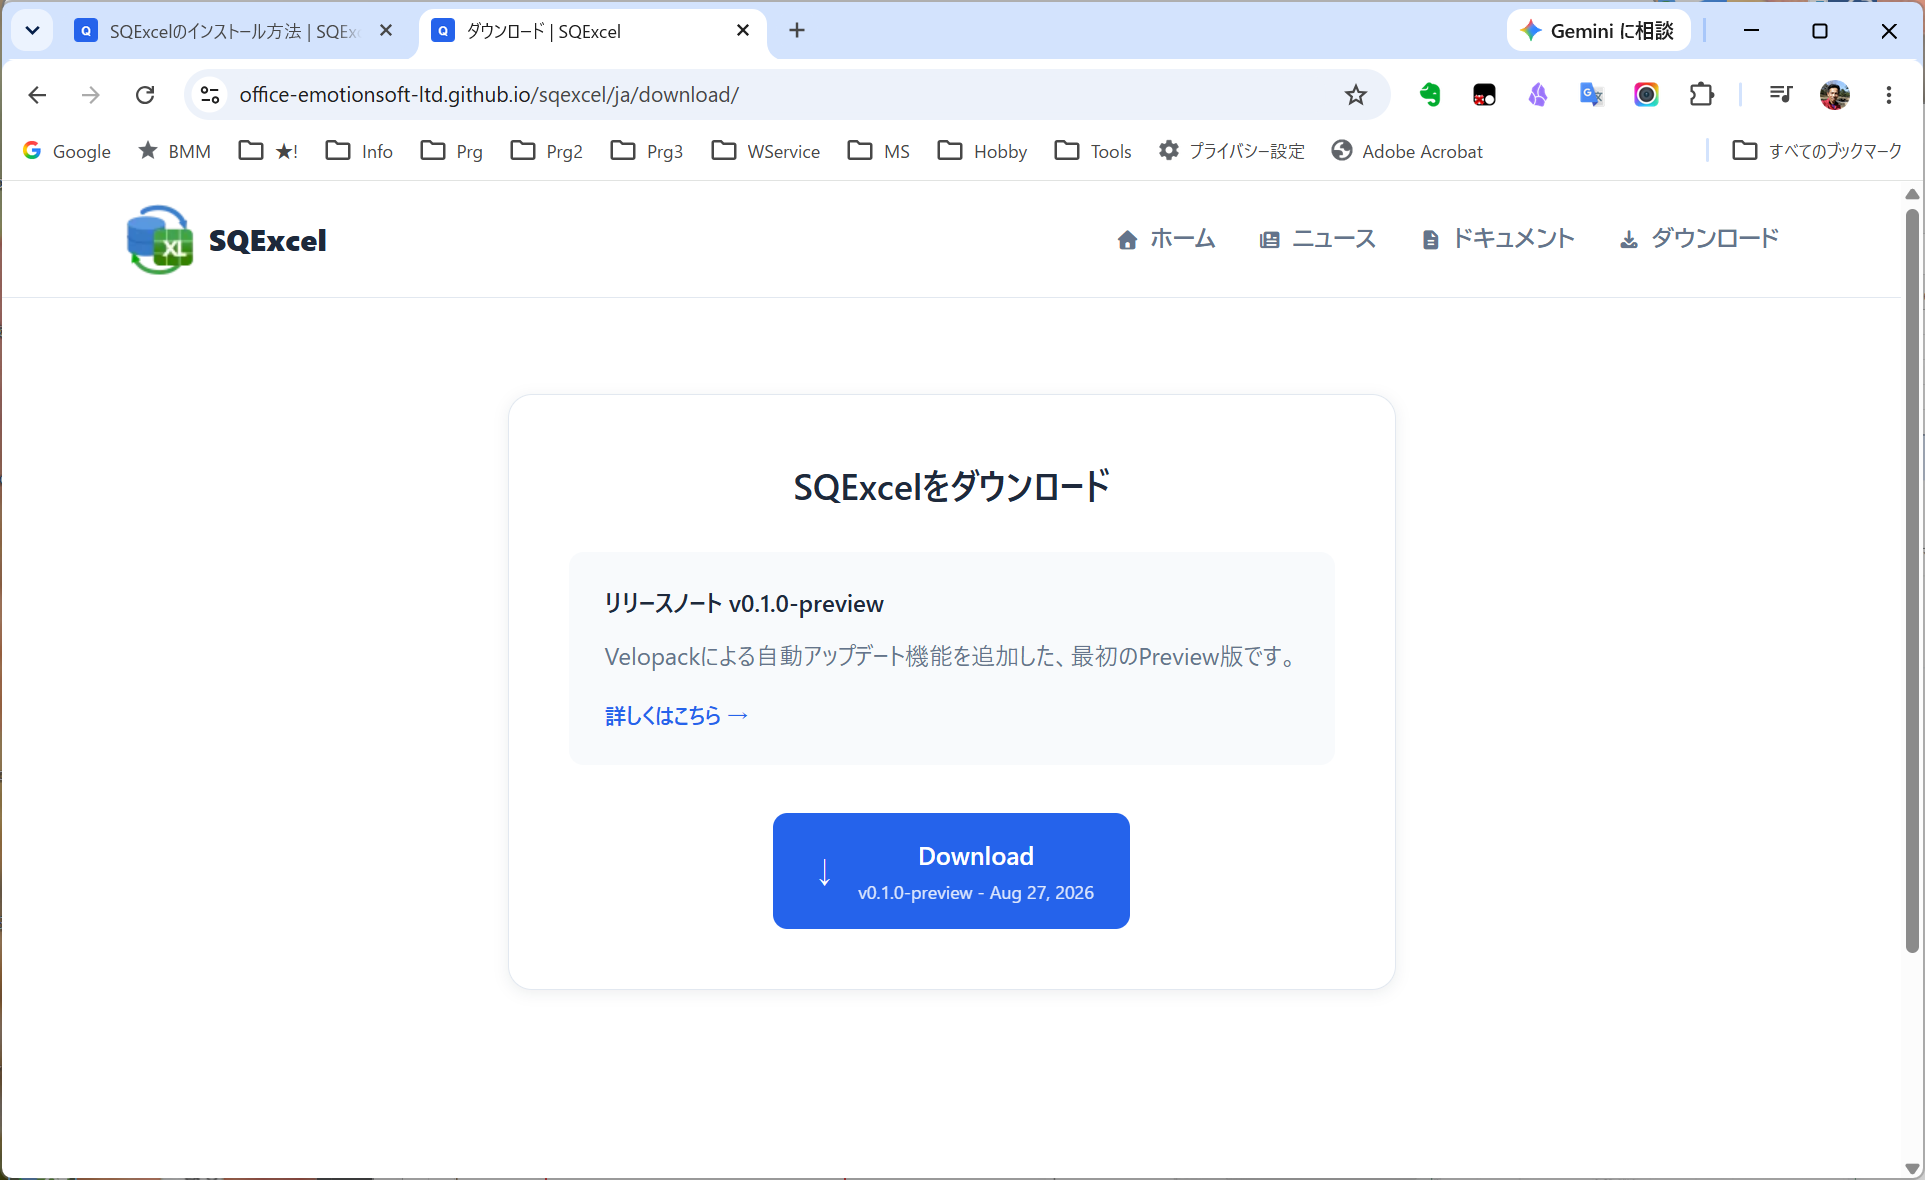 SQExcelのインストール方法 | SQEx
ダウンロード | SQExcel
Gemini に相談
office-emotionsoft-ltd.github.io/sqexcel/ja/download/
Google
BMM
★!
Info
Prg
Prg2
Prg3
WService
MS
Hobby
Tools
プライバシー設定
Adobe Acrobat
すべてのブックマーク
XL
SQExcel
ホーム
ニュース
ドキュメント
ダウンロード
SQExcelをダウンロード
リリースノート v0.1.0-preview
Velopackによる自動アップデート機能を追加した、最初のPreview版です。
詳しくはこちら →
↓
Download
v0.1.0-preview - Aug 27, 2026